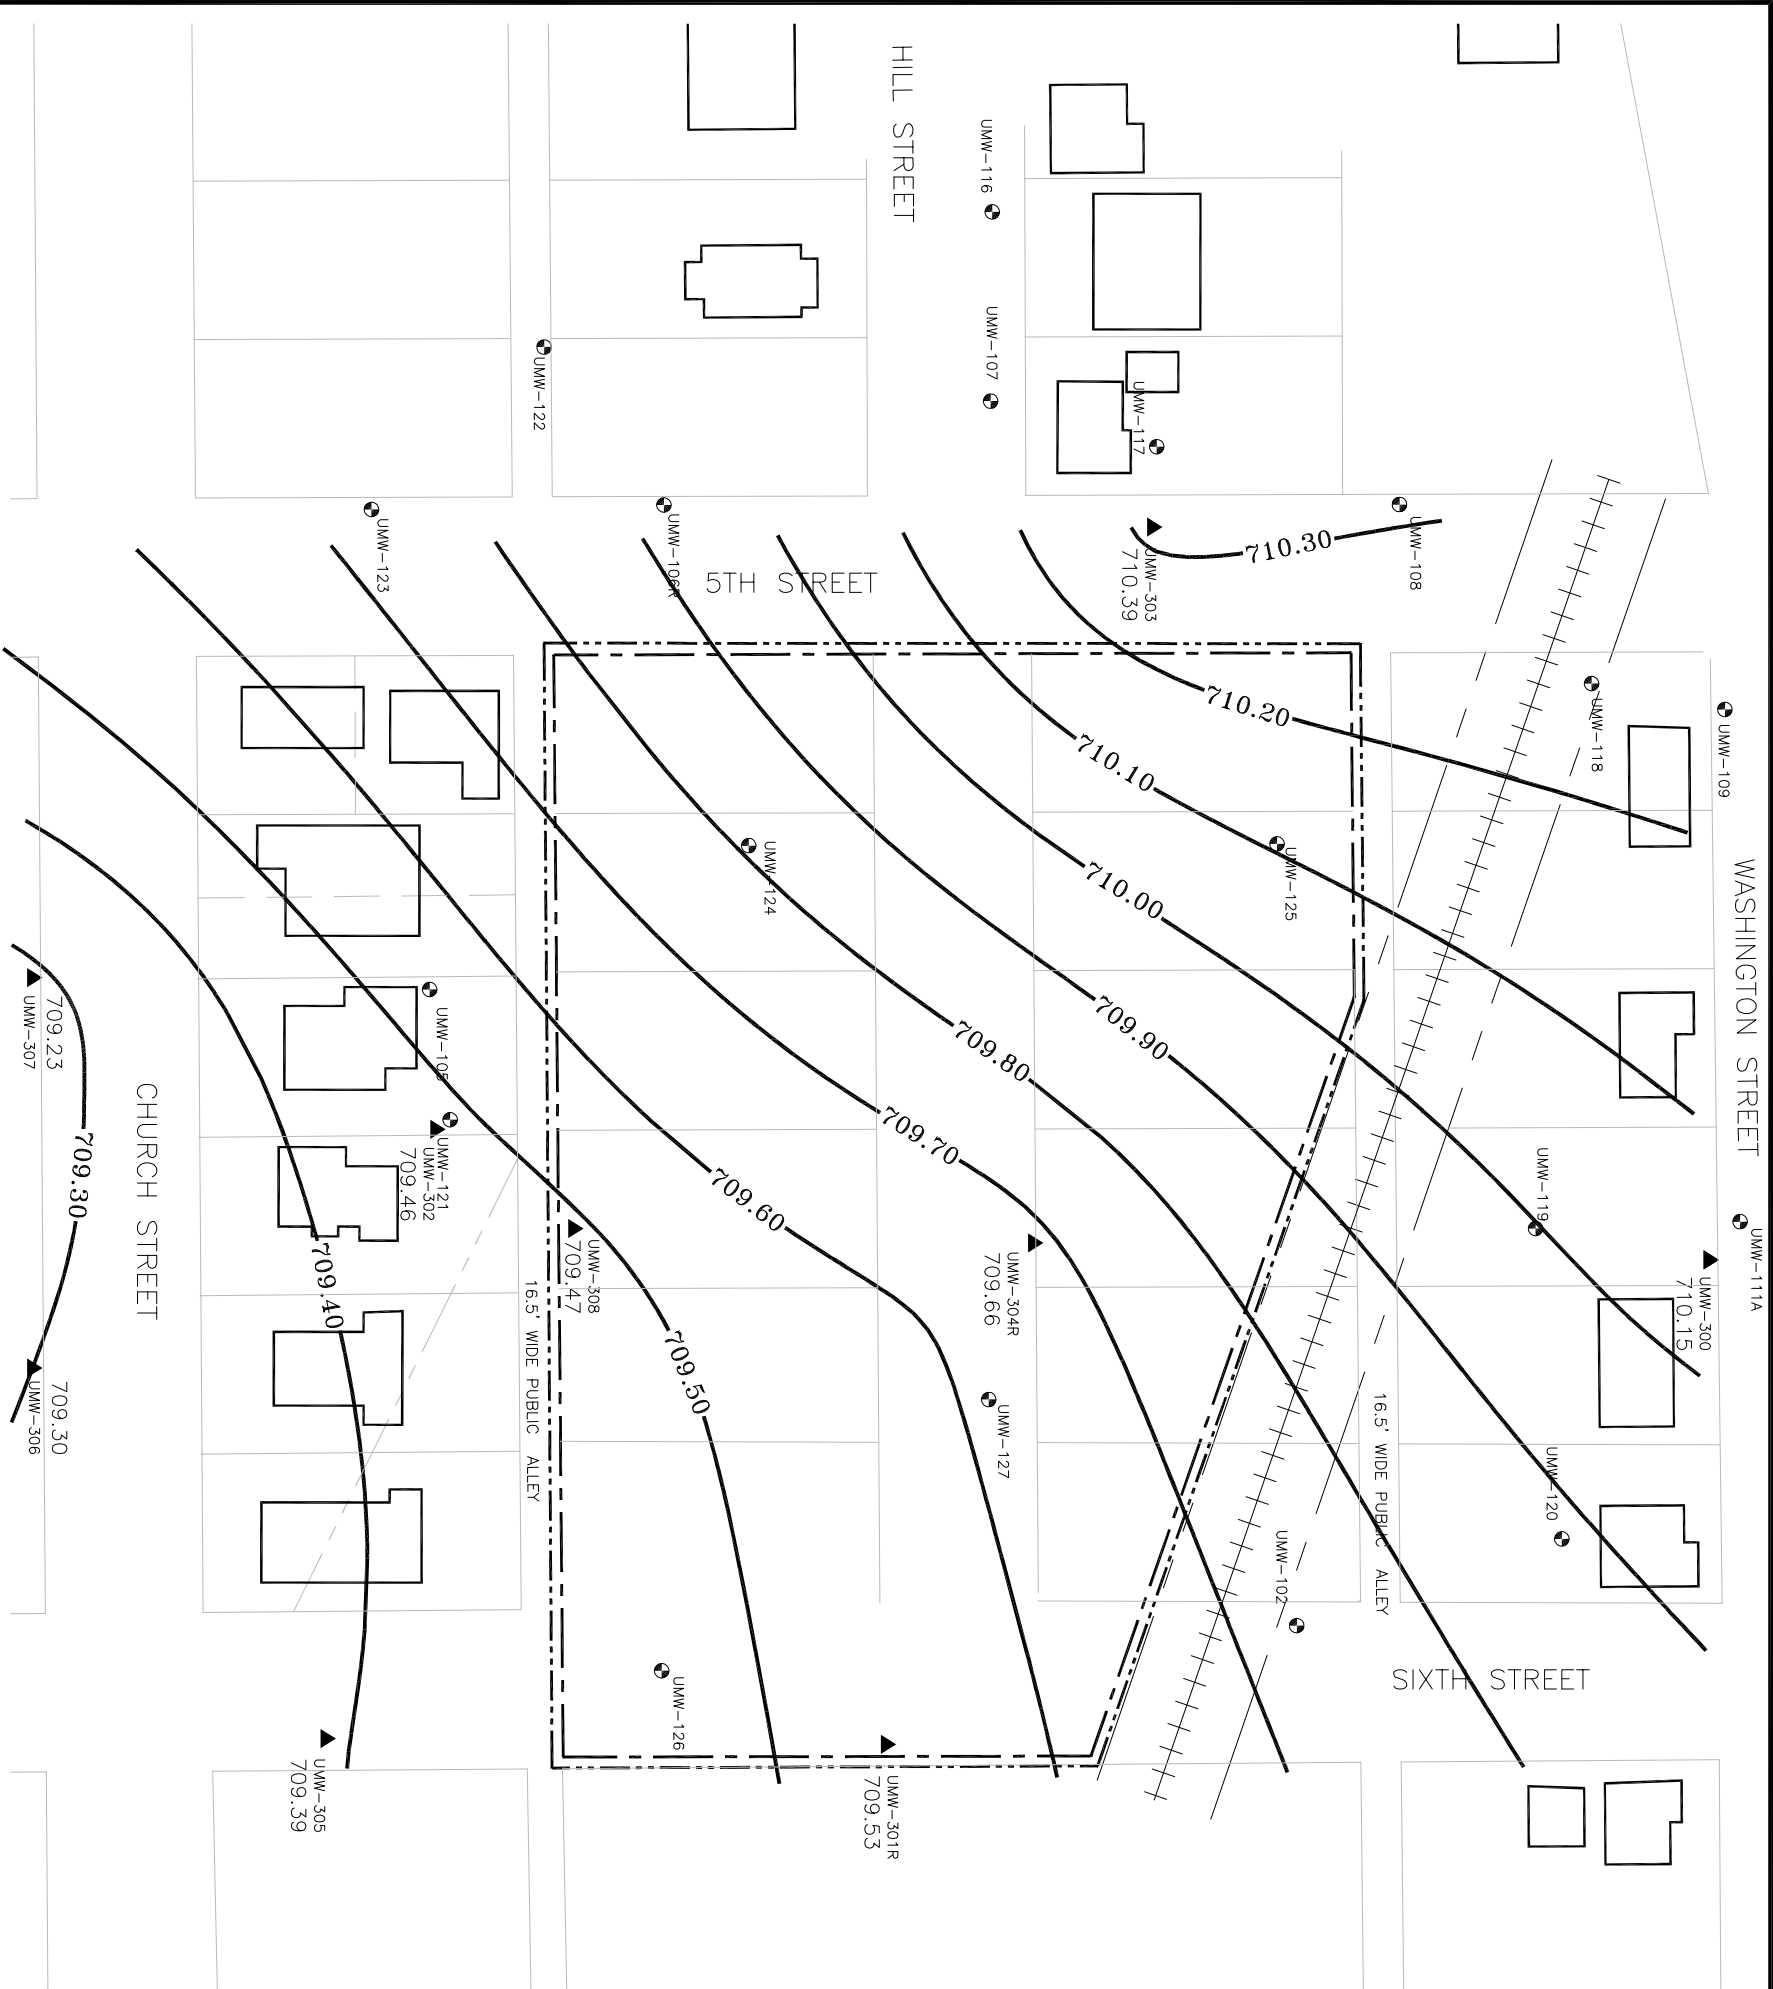 HILL STREET
UMW-116
UMW-107
UMW-122
UMW-117
UMW-123
UMW-106R
5TH STREET
710.30
UMW-303
710.39
UMW-108
UMW-118
UMW-109
710.20
710.10
UMW-124
710.00
UMW-125
WASHINGTON STREET
UMW-307
709.23
UMW-105
709.80
709.90
CHURCH STREET
709.30
UMW-121
UMW-302
709.46
709.70
709.60
UMW-119
UMW-111A
UMW-300
710.15
709.40
16.5' WIDE PUBLIC ALLEY
UMW-308
709.47
UMW-304R
709.66
UMW-306
709.30
709.50
UMW-127
16.5' WIDE PUBLIC ALLEY
UMW-120
UMW-102
SIXTH STREET
UMW-126
UMW-305
709.39
UMW-301R
709.53